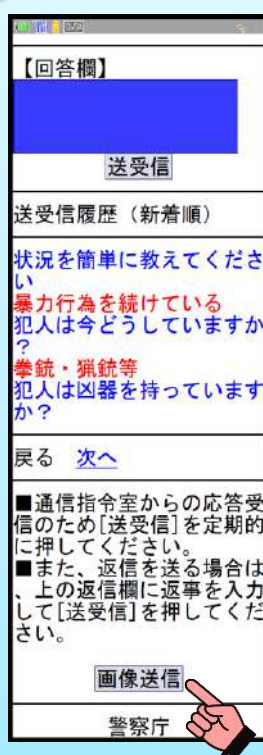 【回答欄】
送受信
送受信履歴（新着順）
状況を簡単に教えてくださ
い
暴力行為を続けている
犯人は今どうしていますか
？
拳銃・猟銃等
犯人は凶器を持っています
か？
戻る 次へ
■通信指令室からの応答受
信のため[送受信]を定期的
に押してください。
■また、返信を送る場合は
、上の返信欄に返事を入力
して[送受信]を押してくだ
さい。
画像送信
警察庁